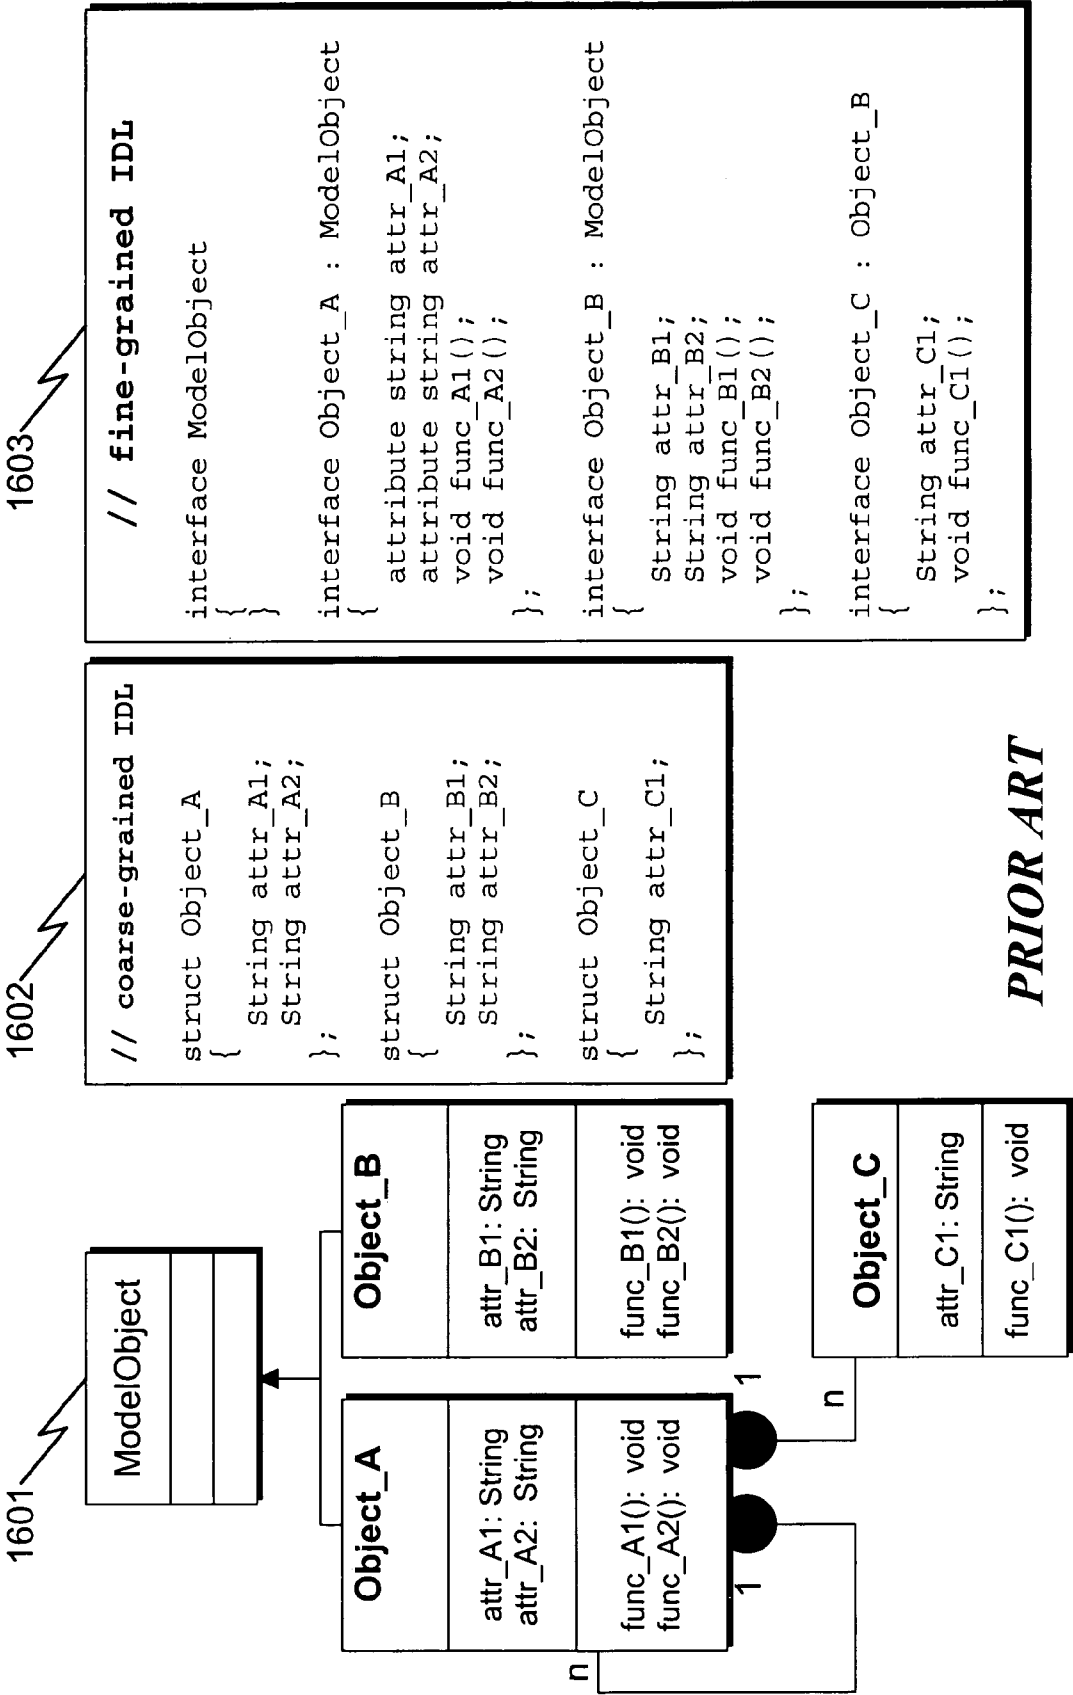 1601
ModelObject
Object_A
attr_A1: String
attr_A2: String
func_A1(): void
func_A2(): void
Object_B
attr_B1: String
attr_B2: String
func_B1(): void
func_B2(): void
n
1
1
n
Object_C
attr_C1: String
func_C1(): void
1602
// coarse-grained IDL
struct Object_A
{
String attr_A1;
String attr_A2;
};
struct Object_B
{
String attr_B1;
String attr_B2;
};
struct Object_C
{
String attr_C1;
};
1603
// fine-grained IDL
interface ModelObject
{
}
interface Object_A : ModelObject
{
attribute string attr_A1;
attribute string attr_A2;
void func_A1();
void func_A2();
};
interface Object_B : ModelObject
{
String attr_B1;
String attr_B2;
void func_B1();
void func_B2();
};
interface Object_C : Object_B
{
String attr_C1;
void func_C1();
};
PRIOR ART